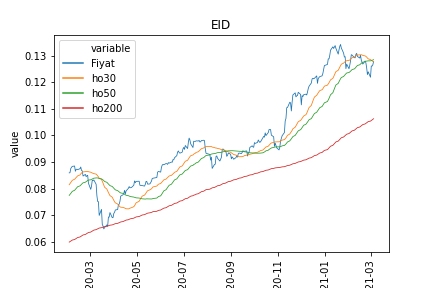 EID
variable
Fiyat
ho30
ho50
ho200
value
0.13
0.12
0.11
0.10
0.09
0.08
0.07
0.06
20-03
20-05
20-07
20-09
20-11
21-01
21-03